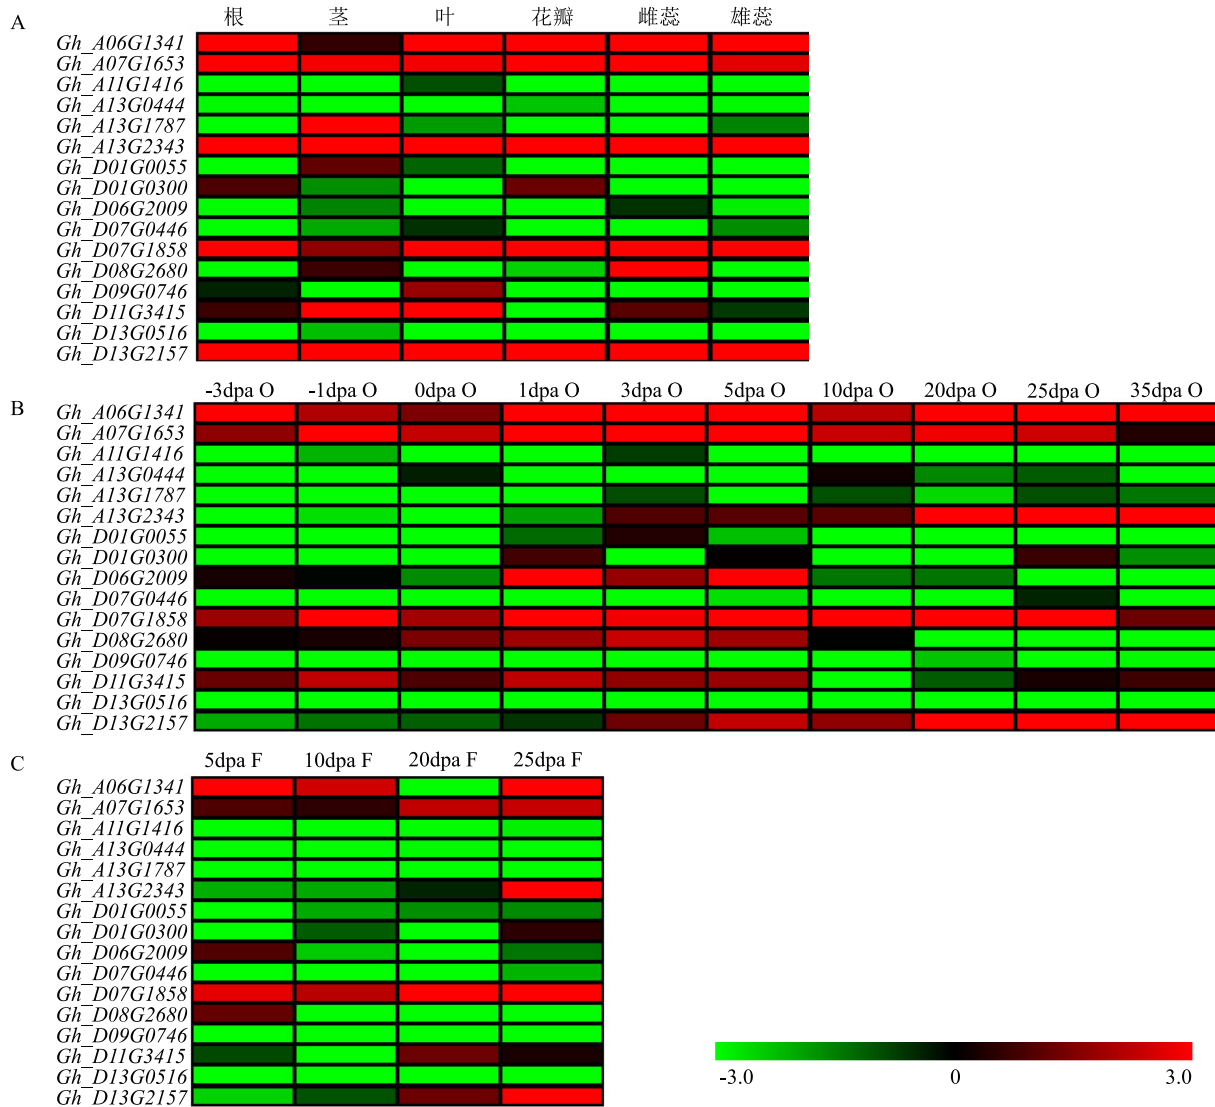 A
根 茎 叶 花瓣 雌蕊 雄蕊
Gh_A06G1341
Gh_A07G1653
Gh_A11G1416
Gh_A13G0444
Gh_A13G1787
Gh_A13G2343
Gh_D01G0055
Gh_D01G0300
Gh_D06G2009
Gh_D07G0446
Gh_D07G1858
Gh_D08G2680
Gh_D09G0746
Gh_D11G3415
Gh_D13G0516
Gh_D13G2157
B
-3dpa O -1dpa O 0dpa O 1dpa O 3dpa O 5dpa O 10dpa O 20dpa O 25dpa O 35dpa O
Gh_A06G1341
Gh_A07G1653
Gh_A11G1416
Gh_A13G0444
Gh_A13G1787
Gh_A13G2343
Gh_D01G0055
Gh_D01G0300
Gh_D06G2009
Gh_D07G0446
Gh_D07G1858
Gh_D08G2680
Gh_D09G0746
Gh_D11G3415
Gh_D13G0516
Gh_D13G2157
C
5dpa F 10dpa F 20dpa F 25dpa F
Gh_A06G1341
Gh_A07G1653
Gh_A11G1416
Gh_A13G0444
Gh_A13G1787
Gh_A13G2343
Gh_D01G0055
Gh_D01G0300
Gh_D06G2009
Gh_D07G0446
Gh_D07G1858
Gh_D08G2680
Gh_D09G0746
Gh_D11G3415
Gh_D13G0516
Gh_D13G2157
-3.0 0 3.0